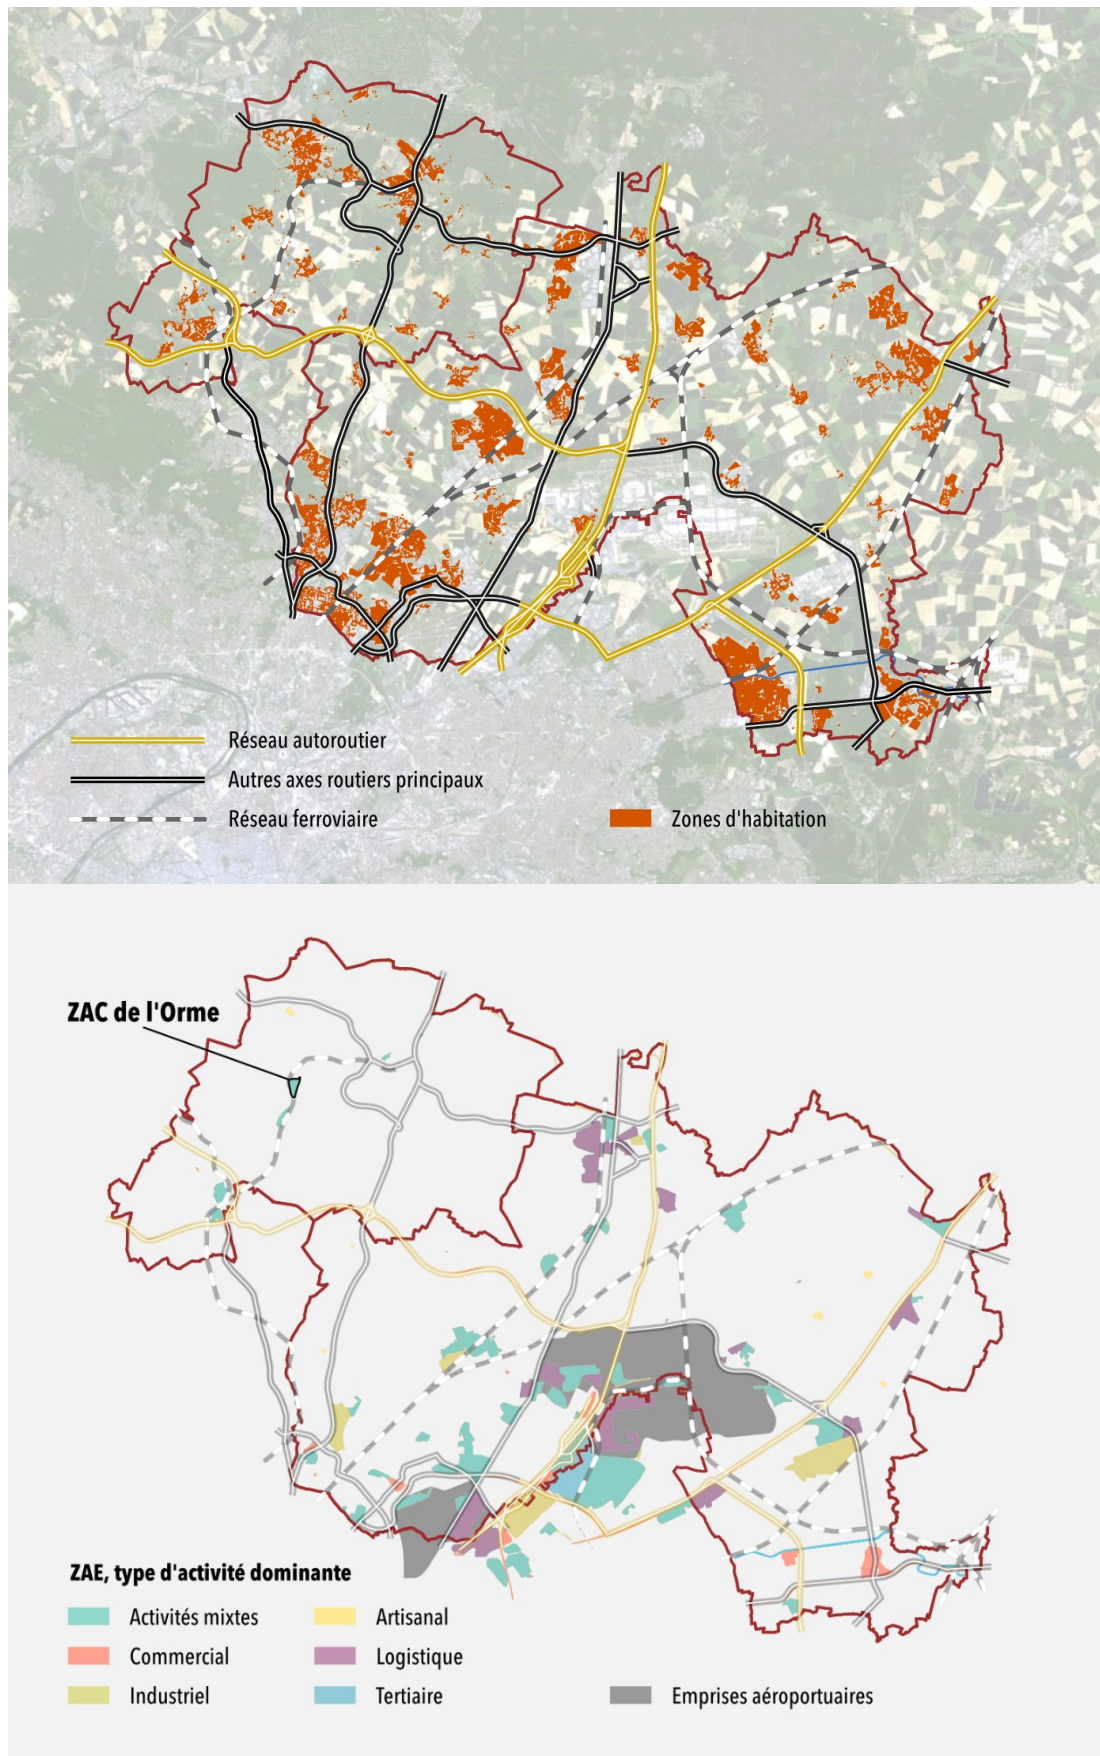 Réseau autoroutier
Autres axes routiers principaux
Réseau ferroviaire
Zones d'habitation
ZAC de l'Orme
ZAE, type d'activité dominante
Activités mixtes
Artisanal
Commercial
Logistique
Industriel
Tertiaire
Emprises aéroportuaires